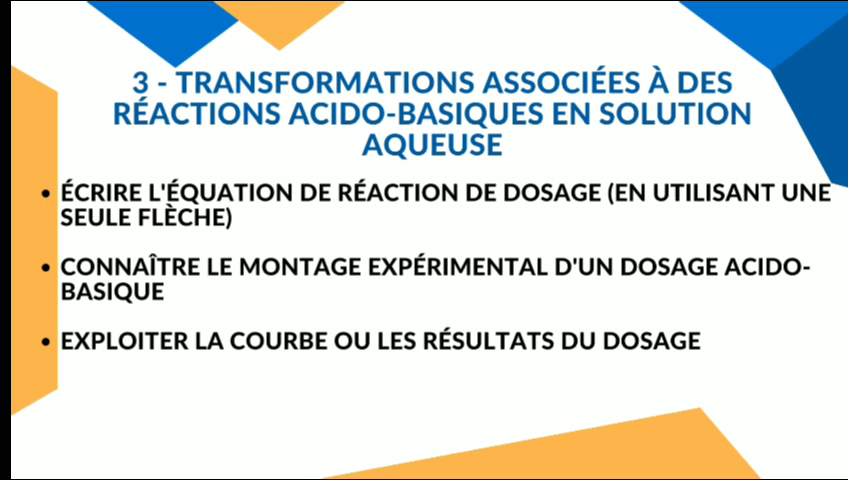 3 - TRANSFORMATIONS ASSOCIÉES À DES
RÉACTIONS ACIDO-BASIQUES EN SOLUTION
AQUEUSE
• ÉCRIRE L'ÉQUATION DE RÉACTION DE DOSAGE (EN UTILISANT UNE
SEULE FLÈCHE)
• CONNAÎTRE LE MONTAGE EXPÉRIMENTAL D'UN DOSAGE ACIDO-
BASIQUE
• EXPLOITER LA COURBE OU LES RÉSULTATS DU DOSAGE